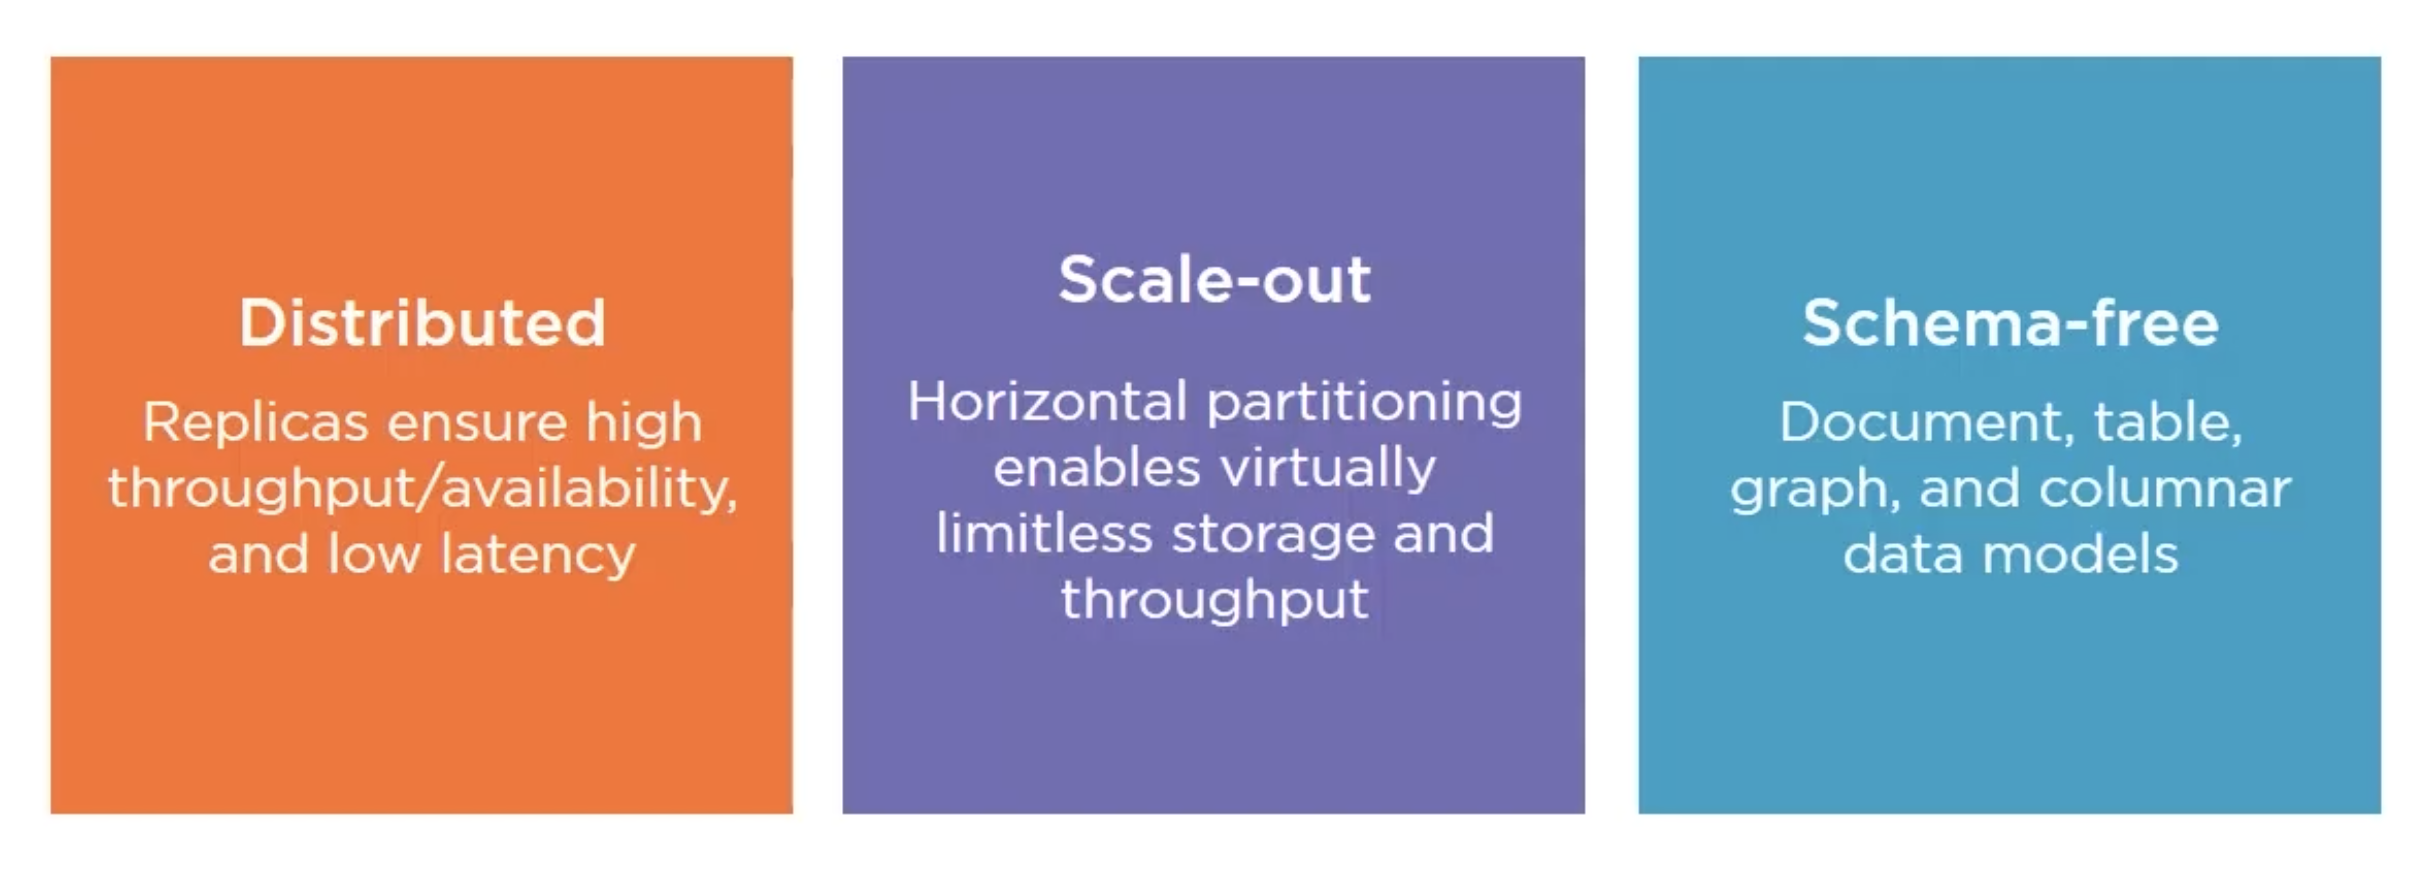 Distributed
Replicas ensure high
throughput/availability,
and low latency
Scale-out
Horizontal partitioning
enables virtually
limitless storage and
throughput
Schema-free
Document, table,
graph, and columnar
data models